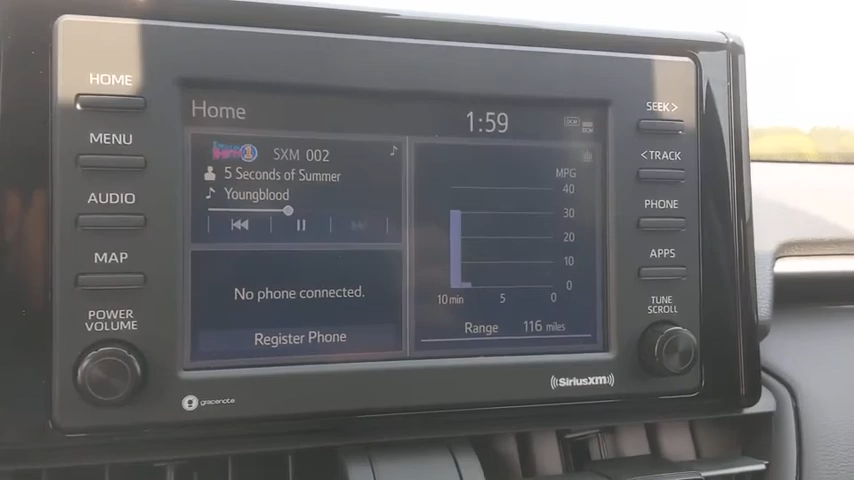 HOME
MENU
AUDIO
MAP
POWER
VOLUME
Home
1:59
DCM
SXM 002
5 Seconds of Summer
Youngblood
No phone connected.
Register Phone
MPG
40
30
20
10
0
10 min 5 0
Range 116 miles
SEEK>
<TRACK
PHONE
APPS
TUNE
SCROLL
gracenote
SiriusXM